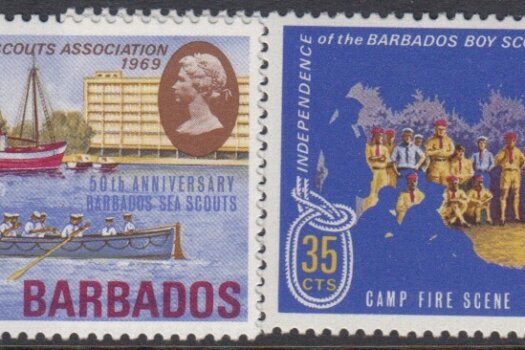 SCOUTS ASSOCIATION
1969
50th ANNIVERSARY
BARBADOS SEA SCOUTS
BARBADOS
INDEPENDENCE of the BARBADOS BOY SCO
35
CTS
CAMP FIRE SCENE